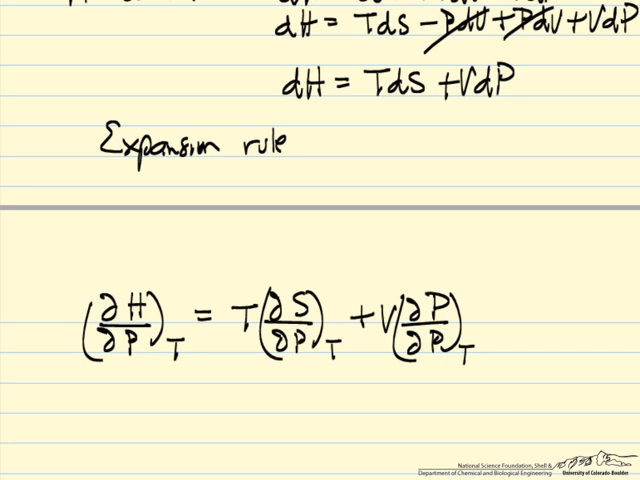 dH = TdS - PdV + PdV + VdP
dH = TdS + VdP
Expansion rule
(∂H/∂P)_T = T(∂S/∂P)_T + V(∂P/∂P)_T
National Science Foundation, Shell &
Department of Chemical and Biological Engineering
University of Colorado-Boulder